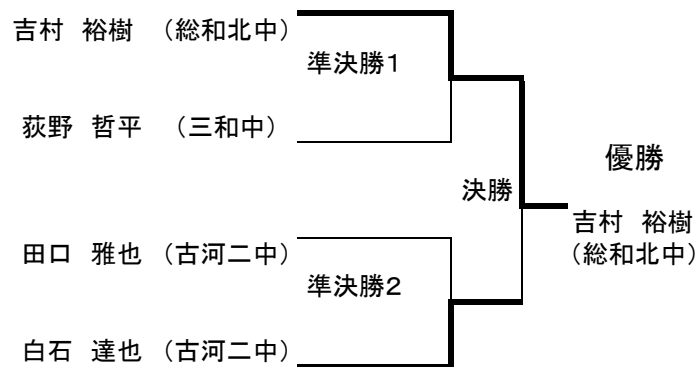 吉村　裕樹　（総和北中）
準決勝１
荻野　哲平　（三和中）
優勝
決勝
吉村　裕樹
（総和北中）
田口　雅也　（古河二中）
準決勝２
白石　達也　（古河二中）